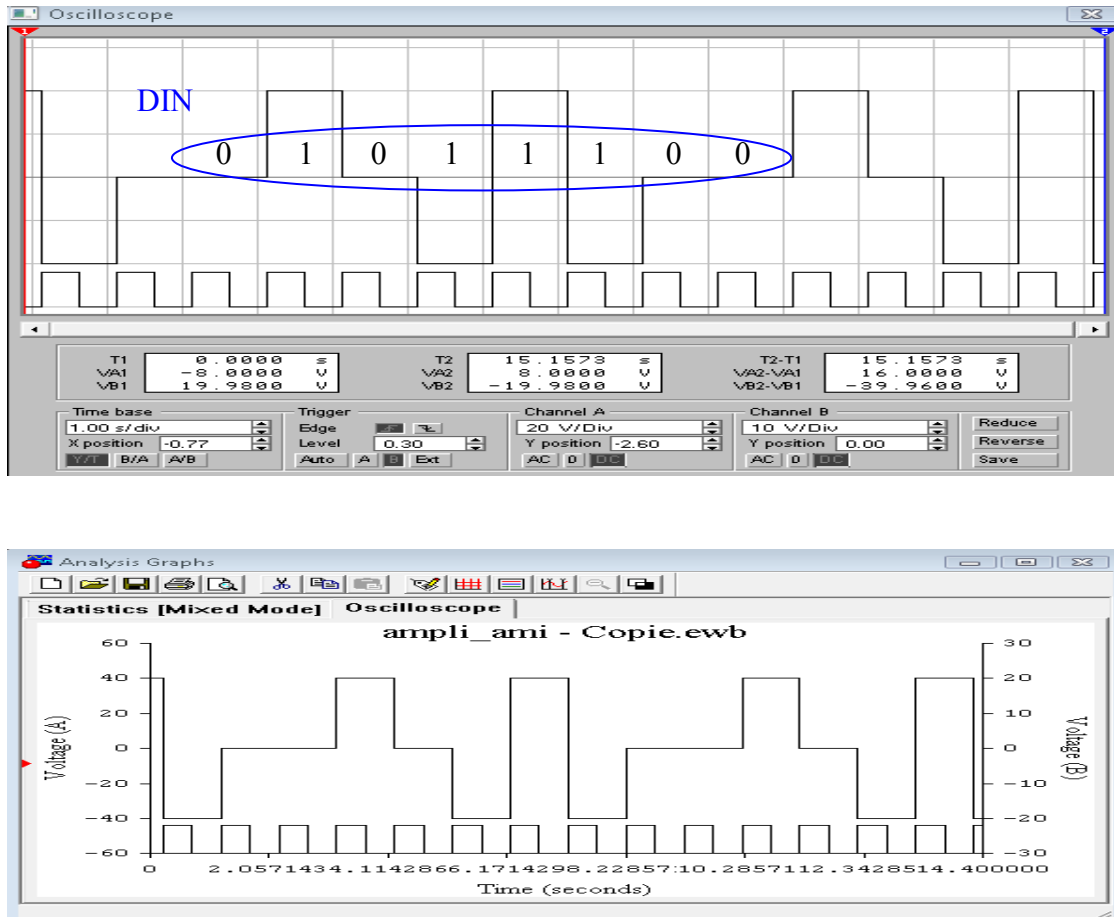 Oscilloscope
1 2
DIN
0 1 0 1 1 1 0 0
T1 0.0000 s T2 15.1573 s T2-T1 15.1573 s
VA1 -8.0000 V VA2 8.0000 V VA2-VA1 16.0000 V
VB1 19.9800 V VB2 -19.9800 V VB2-VB1 -39.9600 V
Time base Trigger Channel A Channel B
1.00 s/div Edge 20 V/Div 10 V/Div Reduce
X position -0.77 Level 0.30 Y position -2.60 Y position 0.00 Reverse
Y/T B/A A/B Auto A B Ext AC 0 DC AC 0 DC Save
Analysis Graphs
Statistics [Mixed Mode] Oscilloscope
ampli_ami - Copie.ewb
60 30
40 20
20 10
0 0
-20 -10
-40 -20
-60 -30
Voltage (A)
Voltage (B)
0 2.0571434.1142866.1714298.22857:10.2857112.3428514.400000
Time (seconds)